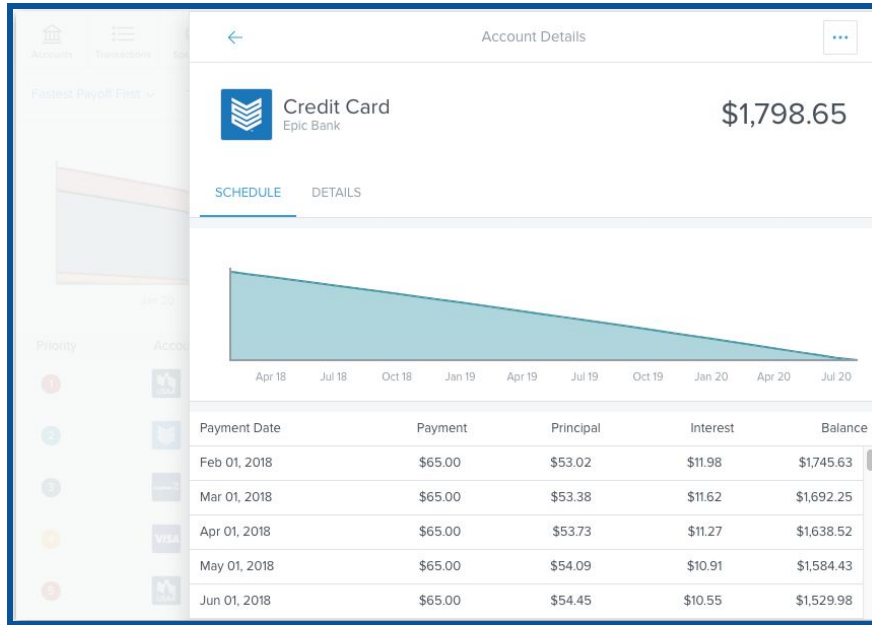 Accounts
Transactions
Account Details
...
Fastest Payoff First
Credit Card
Epic Bank
$1,798.65
SCHEDULE DETAILS
Jan 20
Apr 18 Jul 18 Oct 18 Jan 19 Apr 19 Jul 19 Oct 19 Jan 20 Apr 20 Jul 20
Priority
1
2
3
5
VISA
Payment Date Payment Principal Interest Balance
Feb 01, 2018 $65.00 $53.02 $11.98 $1,745.63
Mar 01, 2018 $65.00 $53.38 $11.62 $1,692.25
Apr 01, 2018 $65.00 $53.73 $11.27 $1,638.52
May 01, 2018 $65.00 $54.09 $10.91 $1,584.43
Jun 01, 2018 $65.00 $54.45 $10.55 $1,529.98